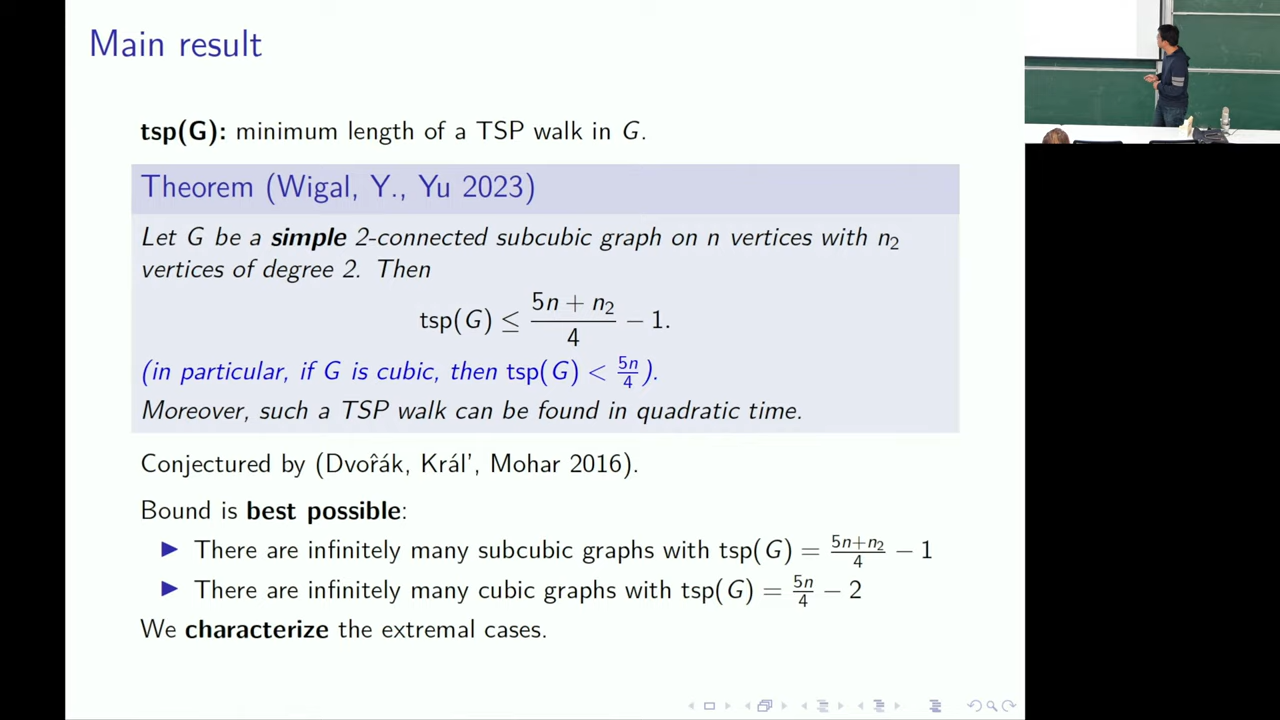 Main result
tsp(G): minimum length of a TSP walk in G.
Theorem (Wigal, Y., Yu 2023)
Let G be a simple 2-connected subcubic graph on n vertices with n₂
vertices of degree 2. Then
tsp(G) ≤ (5n + n₂)/4 − 1.
(in particular, if G is cubic, then tsp(G) < 5n/4).
Moreover, such a TSP walk can be found in quadratic time.
Conjectured by (Dvořák, Král', Mohar 2016).
Bound is best possible:
▶ There are infinitely many subcubic graphs with tsp(G) = (5n+n₂)/4 − 1
▶ There are infinitely many cubic graphs with tsp(G) = 5n/4 − 2
We characterize the extremal cases.